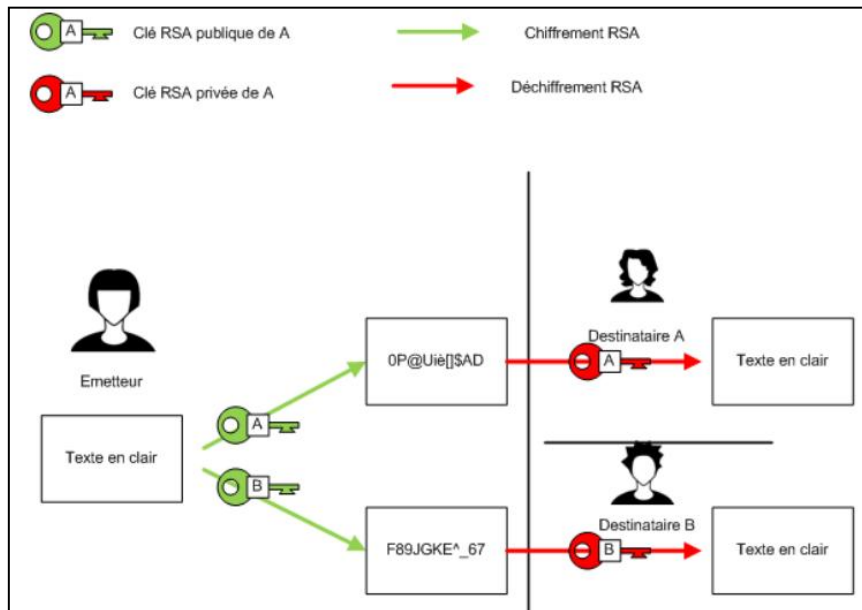 A Clé RSA publique de A
Chiffrement RSA
A Clé RSA privée de A
Déchiffrement RSA
Emetteur
Texte en clair
A
B
0P@Uiè[]$AD
F89JGKE^_67
Destinataire A
A
Texte en clair
Destinataire B
B
Texte en clair